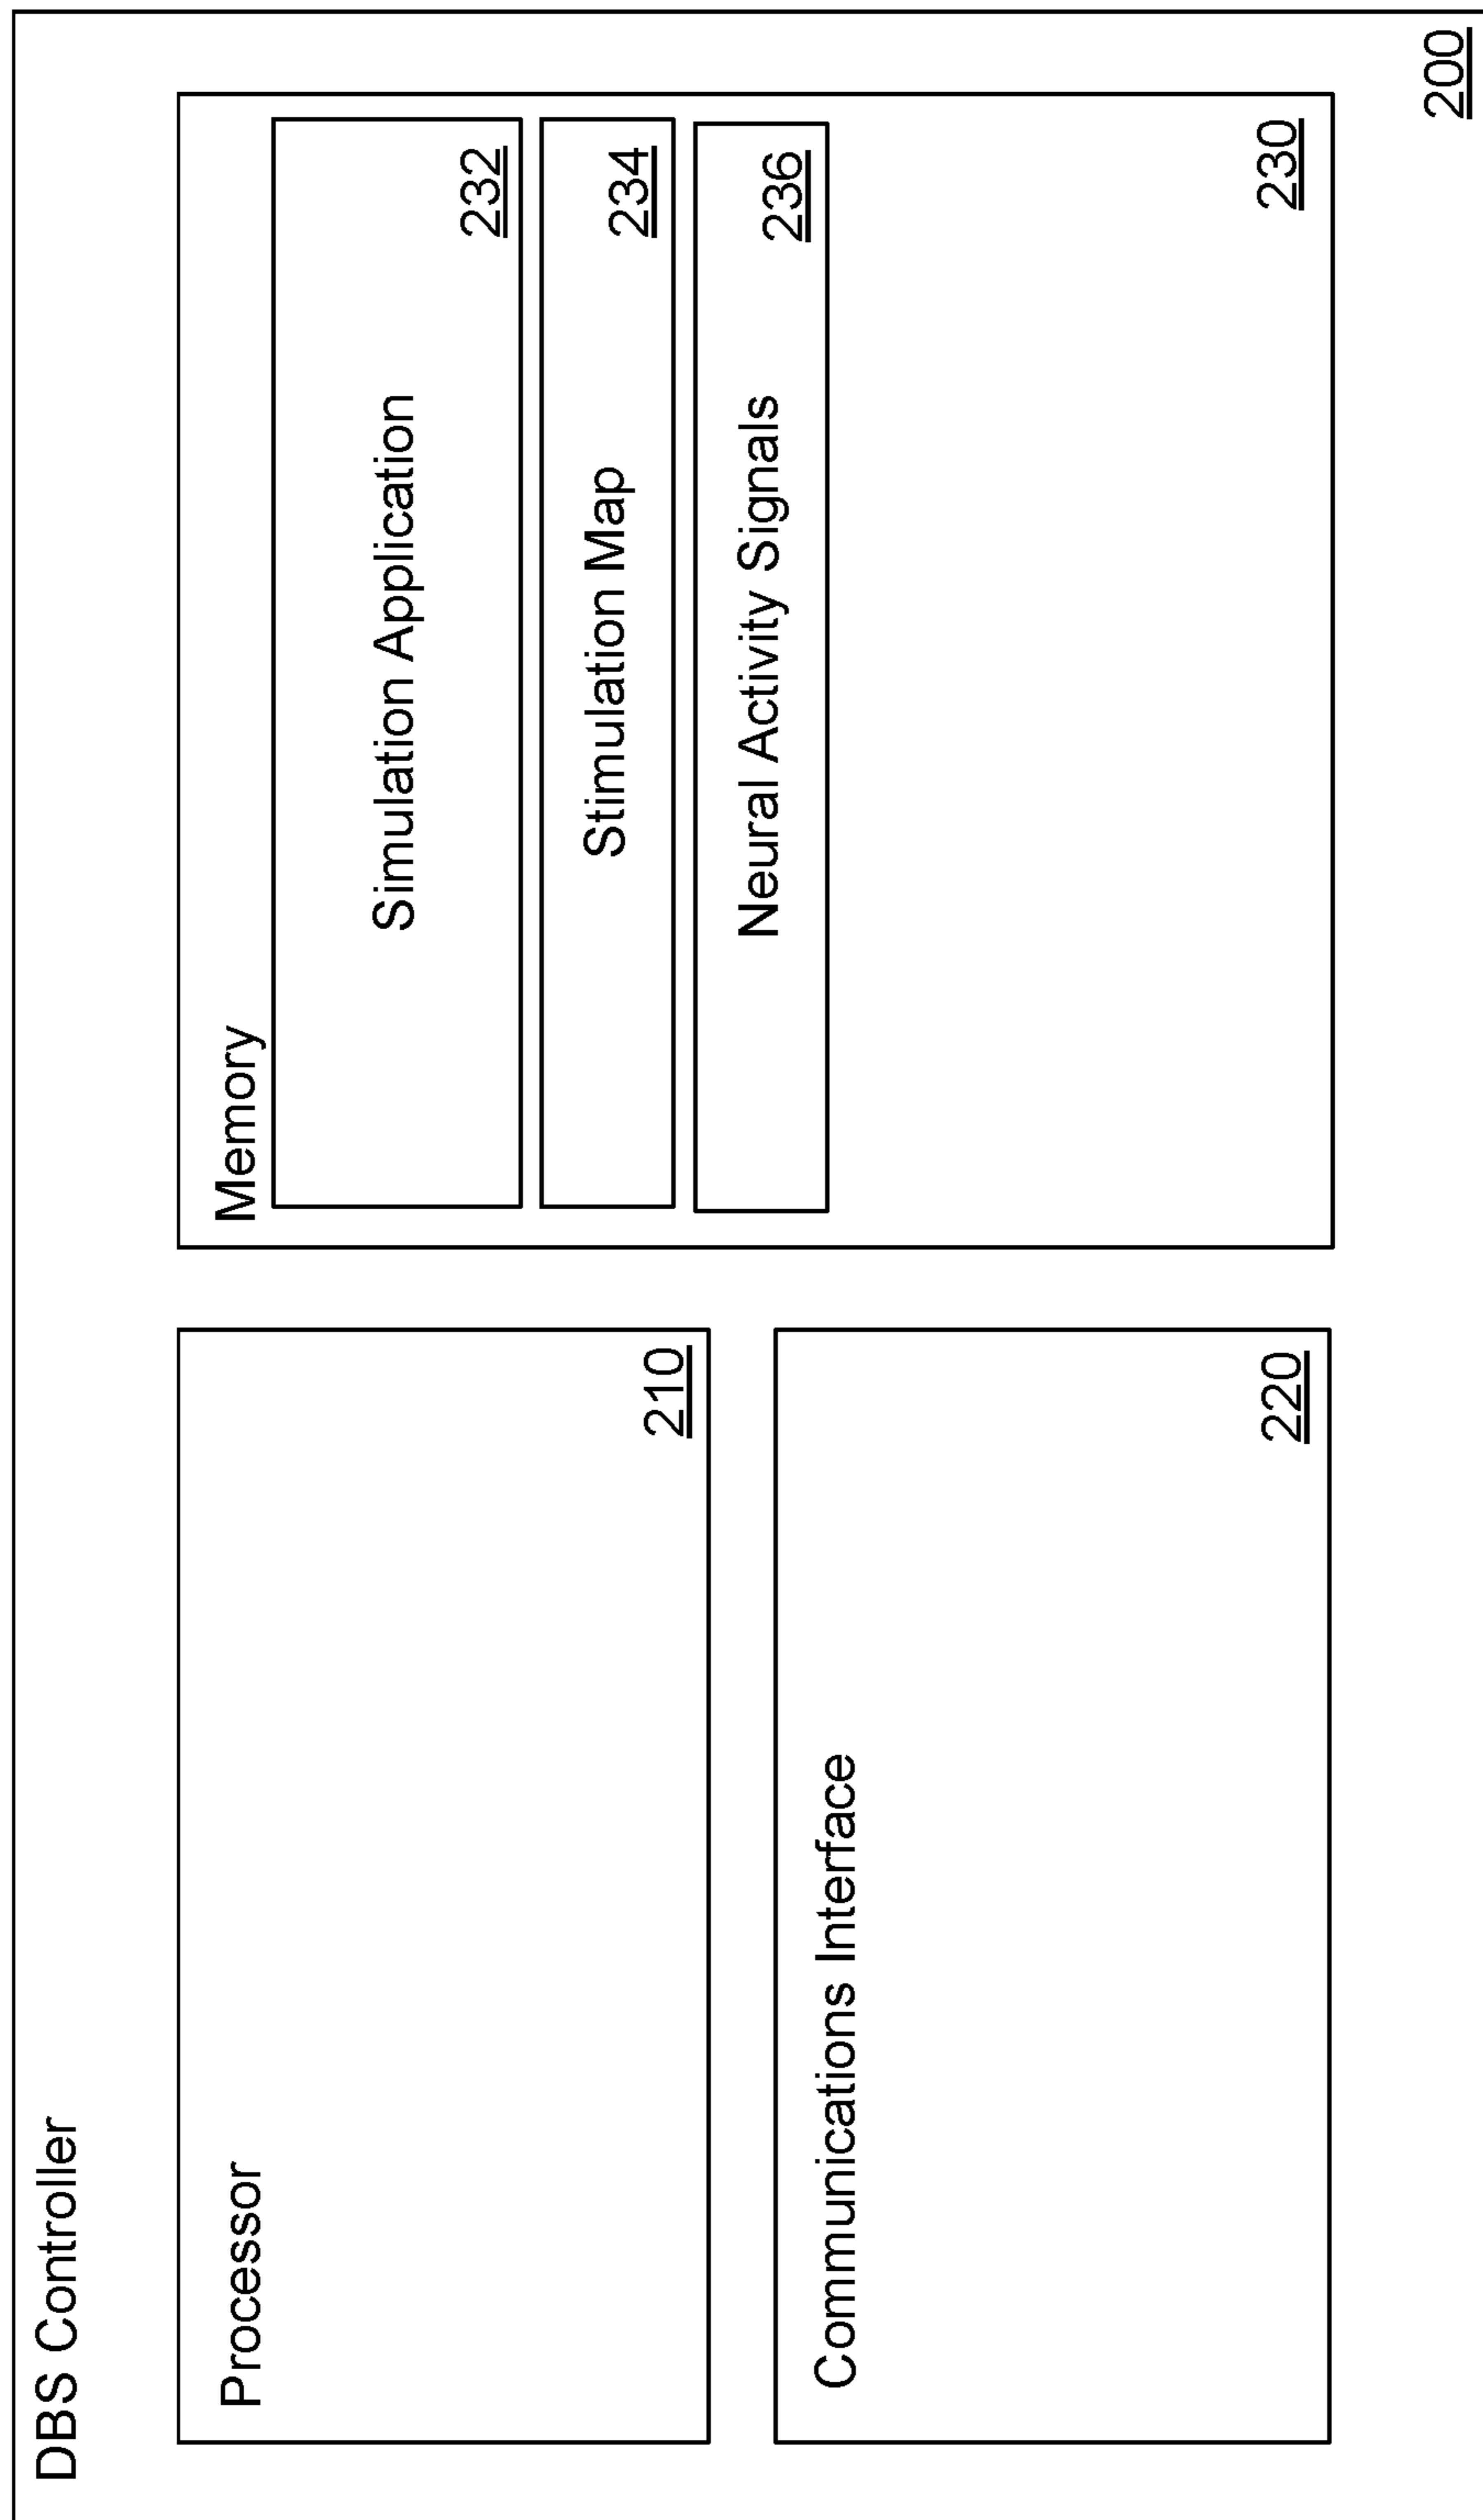 DBS Controller
Processor
210
Communications Interface
220
Memory
Simulation Application
232
Stimulation Map
234
Neural Activity Signals
236
230
200